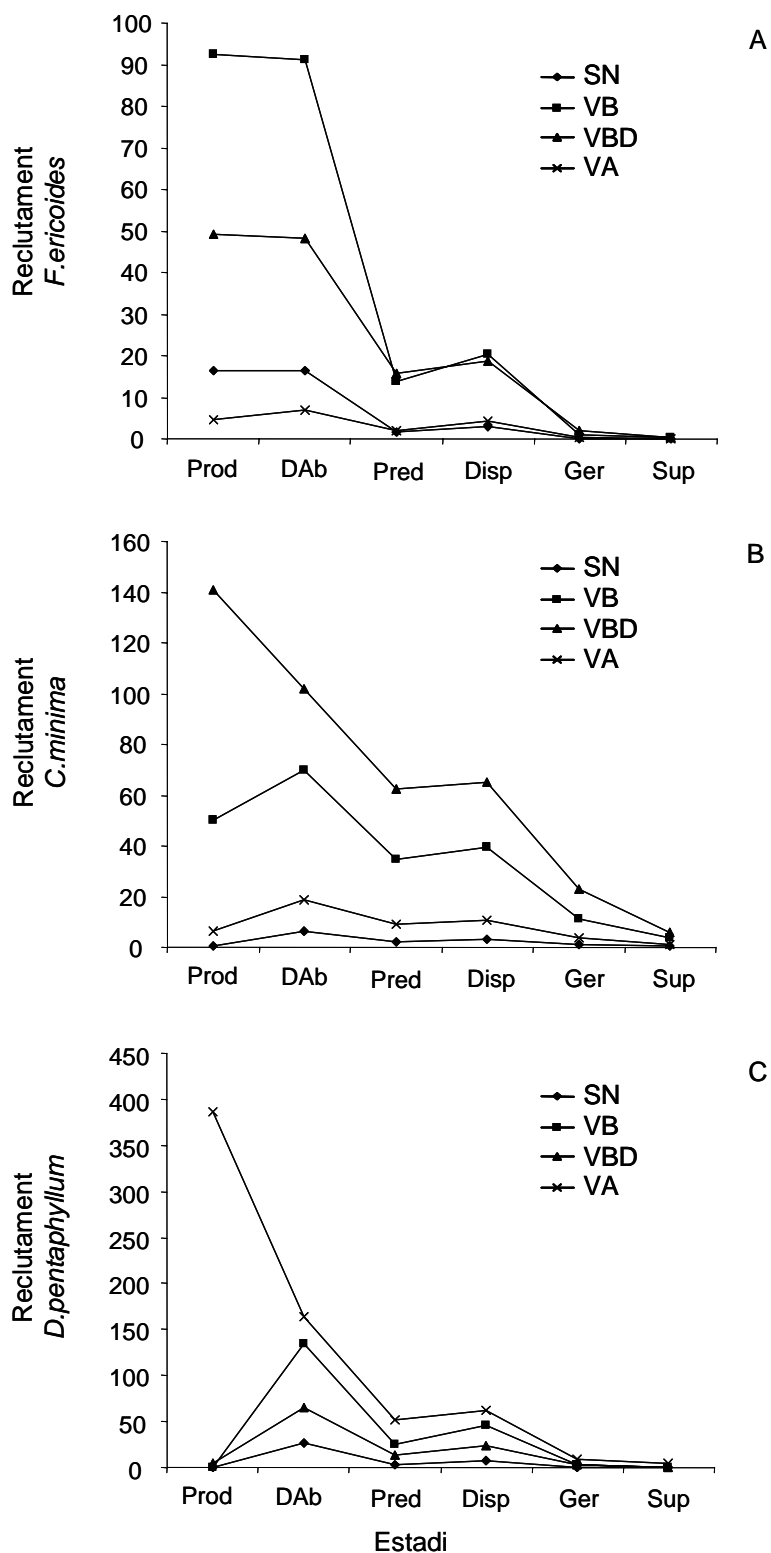 A
100
90
80
70
60
50
40
30
20
10
0
Reclutament
F.ericoides
SN
VB
VBD
VA
Prod DAb Pred Disp Ger Sup
B
160
140
120
100
80
60
40
20
0
Reclutament
C.minima
SN
VB
VBD
VA
Prod DAb Pred Disp Ger Sup
C
450
400
350
300
250
200
150
100
50
0
Reclutament
D.pentaphyllum
SN
VB
VBD
VA
Prod DAb Pred Disp Ger Sup
Estadi